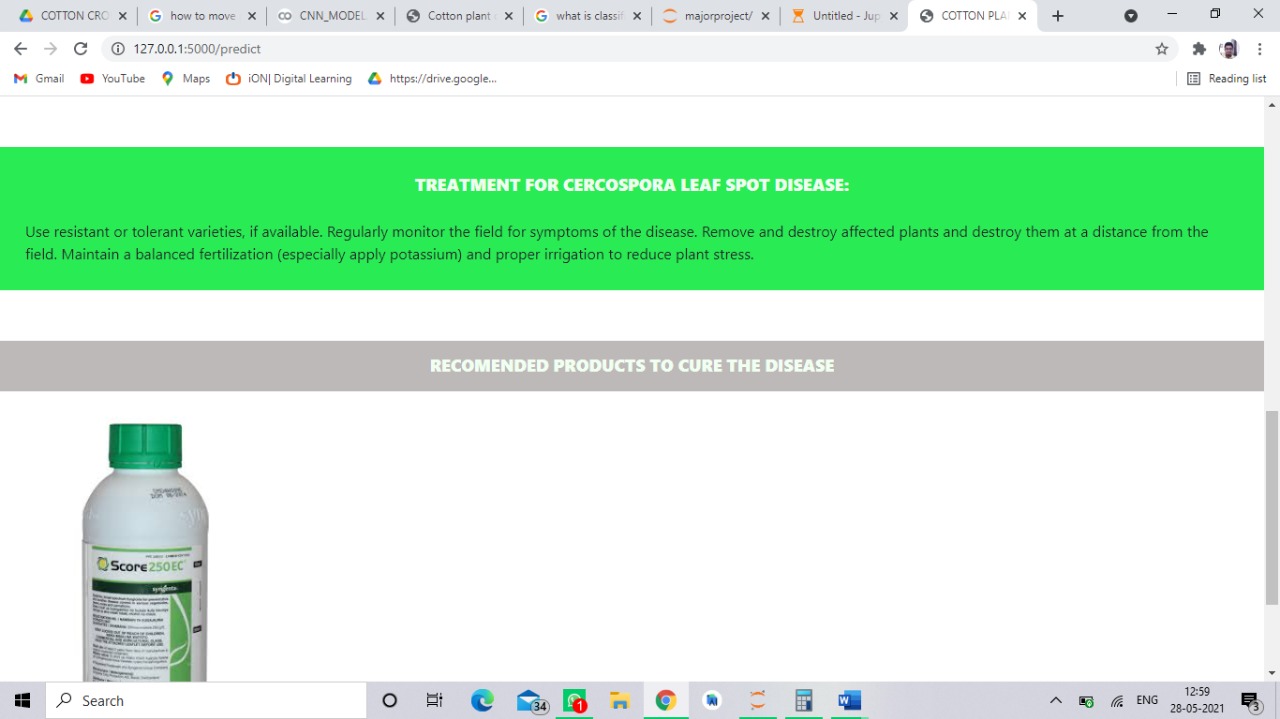 COTTON CRO
how to move
CNN_MODEL
Cotton plant
what is classif
majorproject/
Untitled - Jup
COTTON PLA
127.0.0.1:5000/predict
Gmail
YouTube
Maps
iON| Digital Learning
https://drive.google...
Reading list
TREATMENT FOR CERCOSPORA LEAF SPOT DISEASE:
Use resistant or tolerant varieties, if available. Regularly monitor the field for symptoms of the disease. Remove and destroy affected plants and destroy them at a distance from the
field. Maintain a balanced fertilization (especially apply potassium) and proper irrigation to reduce plant stress.
RECOMENDED PRODUCTS TO CURE THE DISEASE
Score 250 EC
syngenta
Search
34
1
ENG
12:59
28-05-2021
3